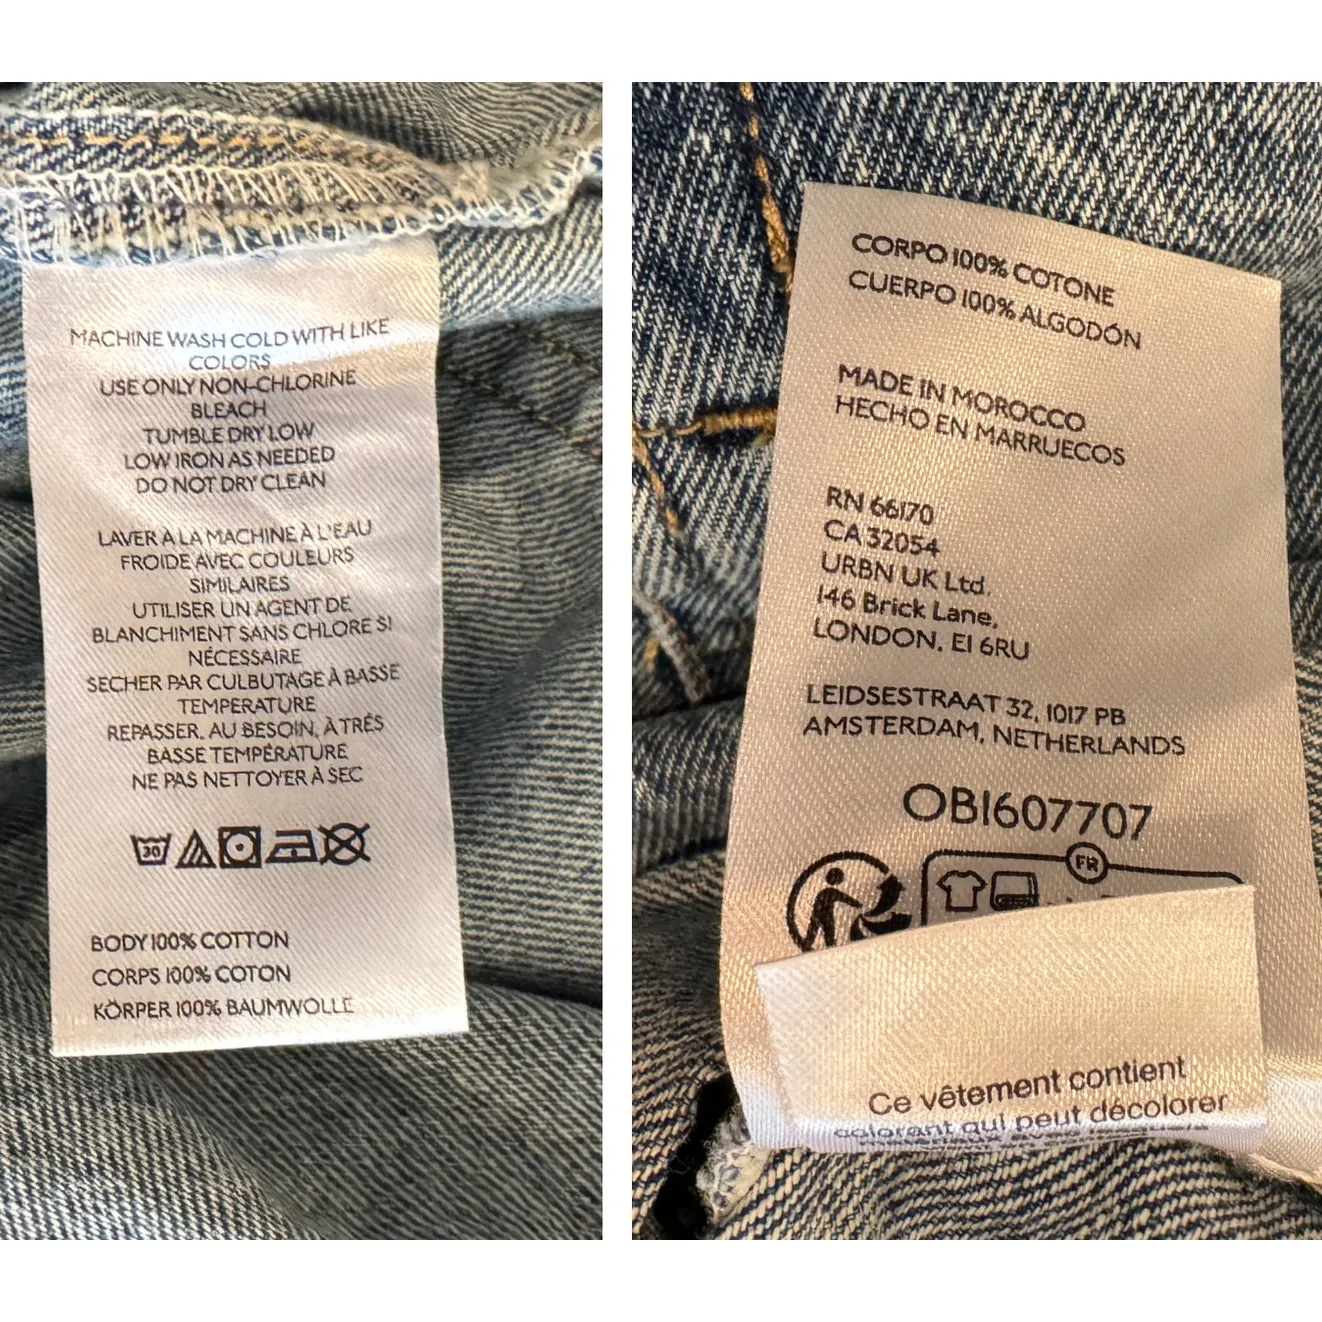 MACHINE WASH COLD WITH LIKE
COLORS
USE ONLY NON-CHLORINE
BLEACH
TUMBLE DRY LOW
LOW IRON AS NEEDED
DO NOT DRY CLEAN
LAVER À LA MACHINE À L'EAU
FROIDE AVEC COULEURS
SIMILAIRES
UTILISER UN AGENT DE
BLANCHIMENT SANS CHLORE SI
NÉCESSAIRE
SECHER PAR CULBUTAGE À BASSE
TEMPERATURE
REPASSER, AU BESOIN, À TRÉS
BASSE TEMPÉRATURE
NE PAS NETTOYER À SEC
30
BODY 100% COTTON
CORPS 100% COTON
KÖRPER 100% BAUMWOLLE
CORPO 100% COTONE
CUERPO 100% ALGODÓN
MADE IN MOROCCO
HECHO EN MARRUECOS
RN 66170
CA 32054
URBN UK Ltd.
146 Brick Lane,
LONDON, E1 6RU
LEIDSESTRAAT 32, 1017 PB
AMSTERDAM, NETHERLANDS
OB1607707
FR
Ce vêtement contient
colorant qui peut décolorer